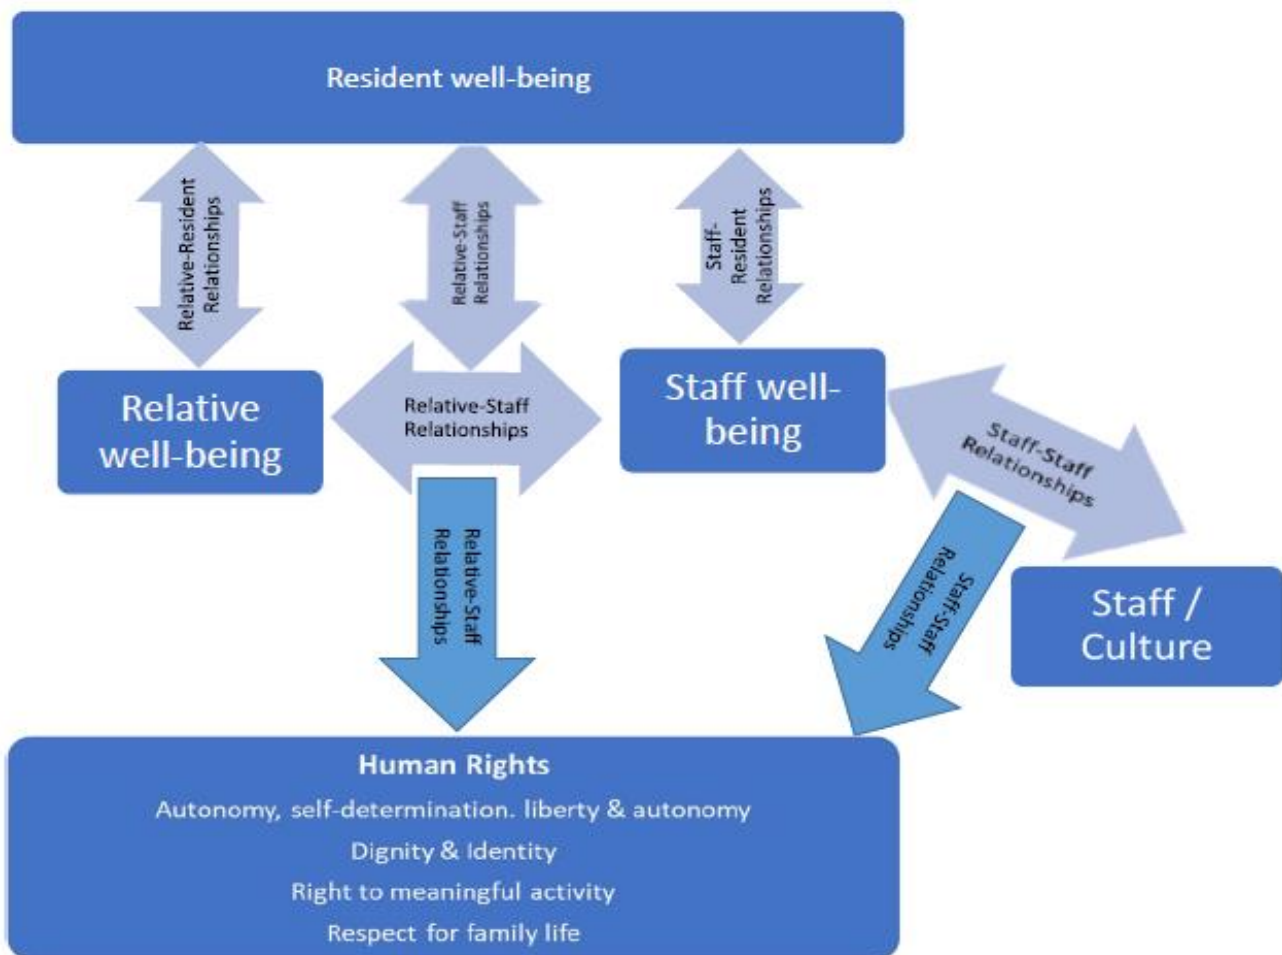 Resident well-being
Relative-Resident
Relationships
Relative-Staff
Relationships
Staff-
Resident
Relationships
Relative
well-being
Relative-Staff
Relationships
Staff well-
being
Staff-Staff
Relationships
Relative-Staff
Relationships
Staff-Staff
Relationships
Staff /
Culture
Human Rights
Autonomy, self-determination. liberty & autonomy
Dignity & Identity
Right to meaningful activity
Respect for family life